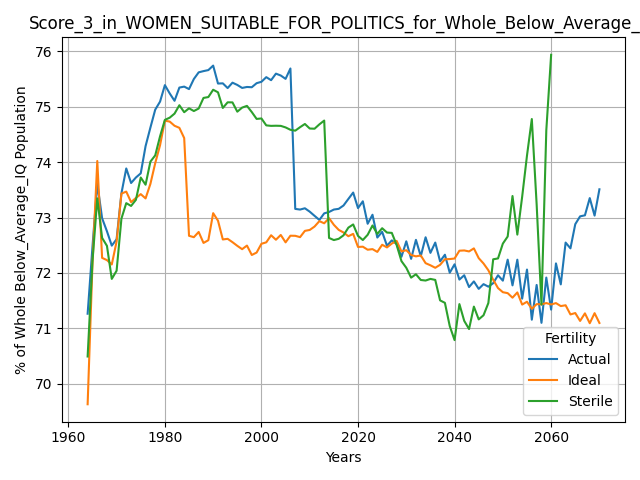 Score_3_in_WOMEN_SUITABLE_FOR_POLITICS_for_Whole_Below_Average_
76
75
74
73
72
71
70
% of Whole Below_Average_IQ Population
1960
1980
2000
2020
2040
2060
Years
Fertility
Actual
Ideal
Sterile